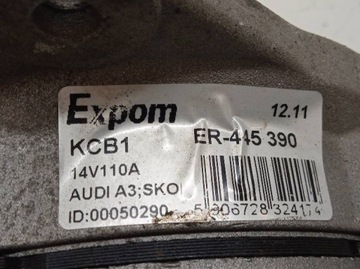 Expom 12.11
KCB1 ER-445 390
14V110A
AUDI A3;SKO
ID:00050290
5 906728 324174